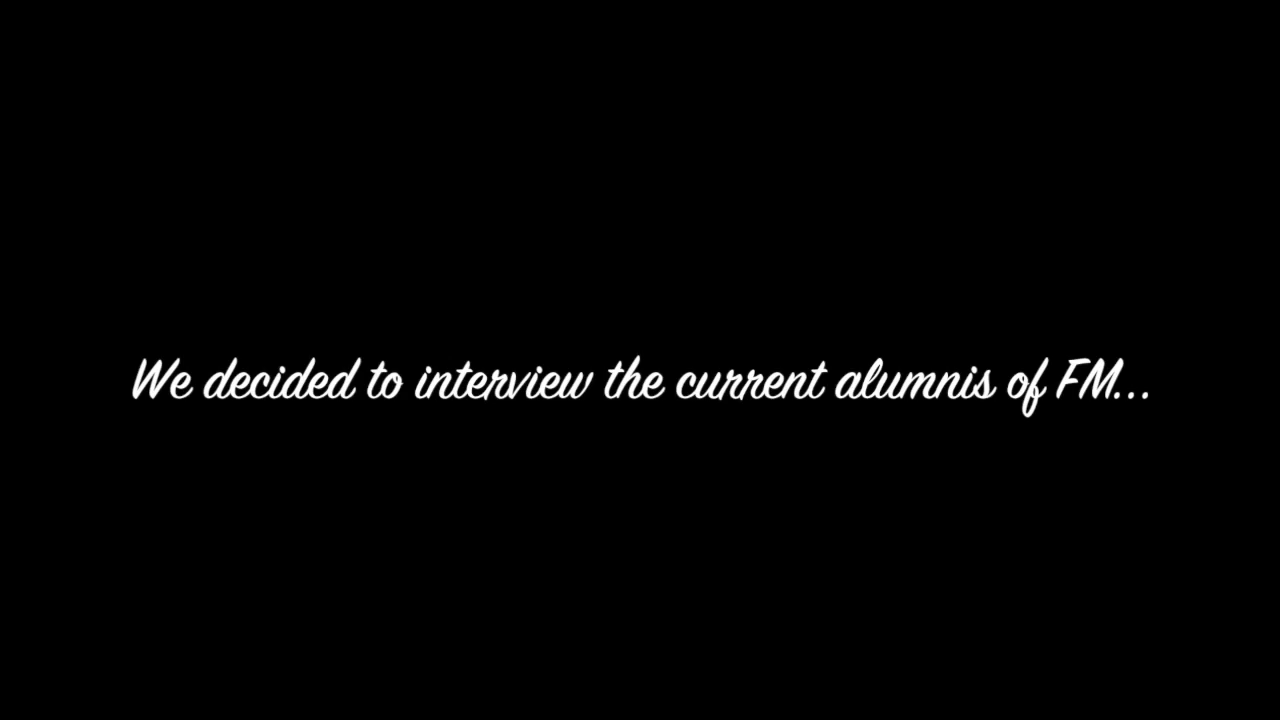 We decided to interview the current alumnis of FM...